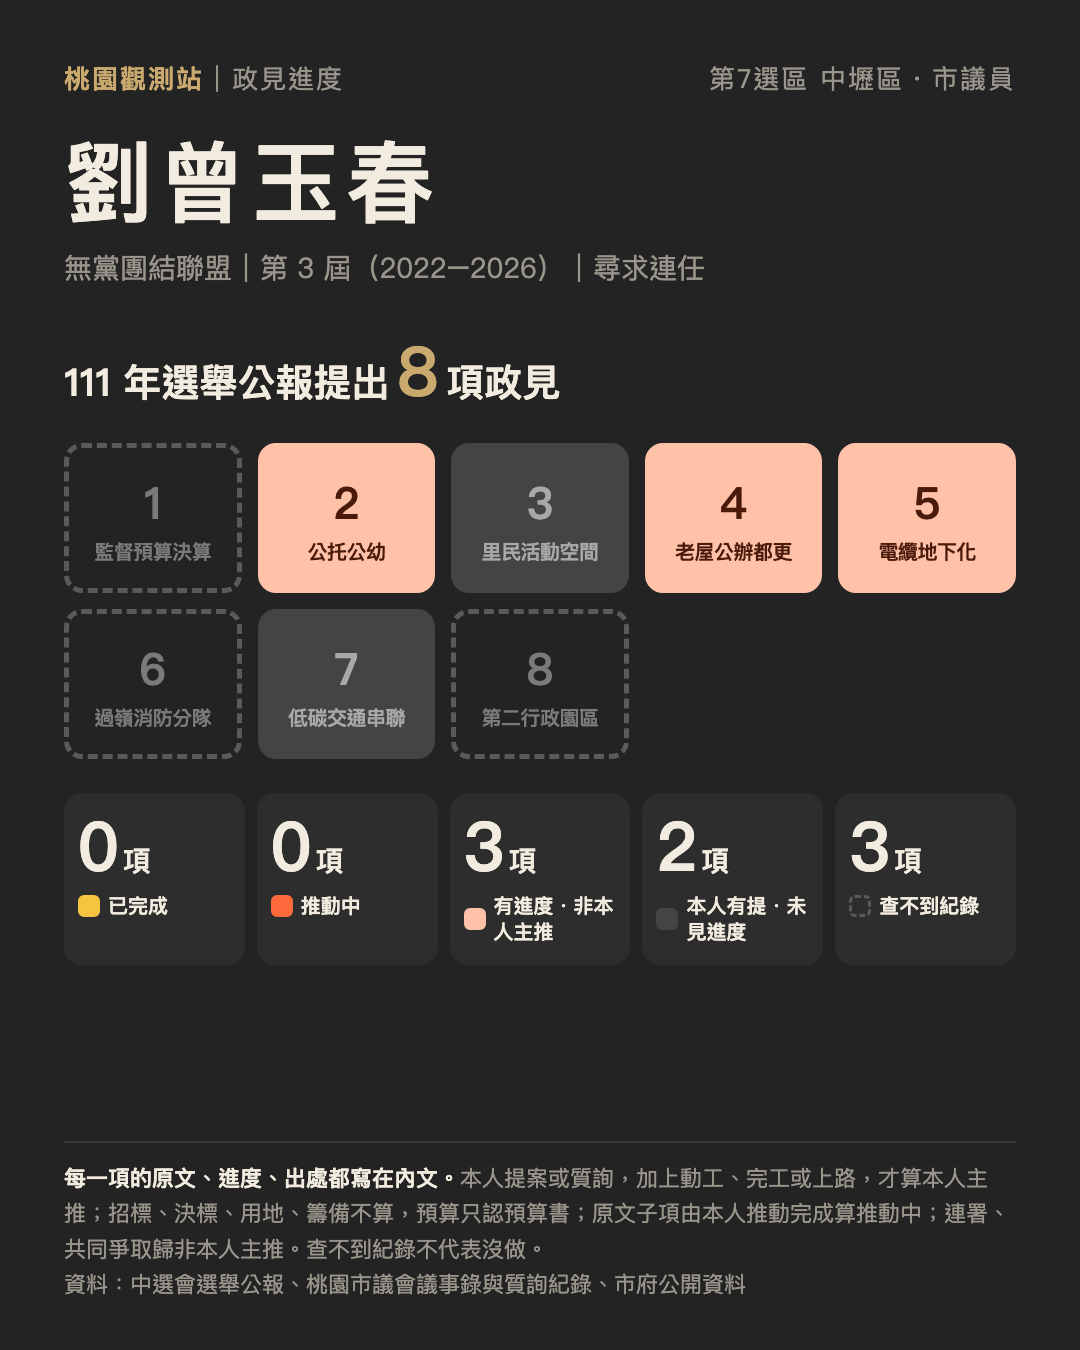 桃園觀測站｜政見進度
第7選區 中壢區·市議員
劉曾玉春
無黨團結聯盟｜第 3 屆（2022—2026）｜尋求連任
111 年選舉公報提出 8 項政見
1
監督預算決算
2
公托公幼
3
里民活動空間
4
老屋公辦都更
5
電纜地下化
6
過嶺消防分隊
7
低碳交通串聯
8
第二行政園區
0項
已完成
0項
推動中
3項
有進度·非本
人主推
2項
本人有提·未
見進度
3項
查不到紀錄
每一項的原文、進度、出處都寫在內文。本人提案或質詢，加上動工、完工或上路，才算本人主
推；招標、決標、用地、籌備不算，預算只認預算書；原文子項由本人推動完成算推動中；連署、
共同爭取歸非本人主推。查不到紀錄不代表沒做。
資料：中選會選舉公報、桃園市議會議事錄與質詢紀錄、市府公開資料